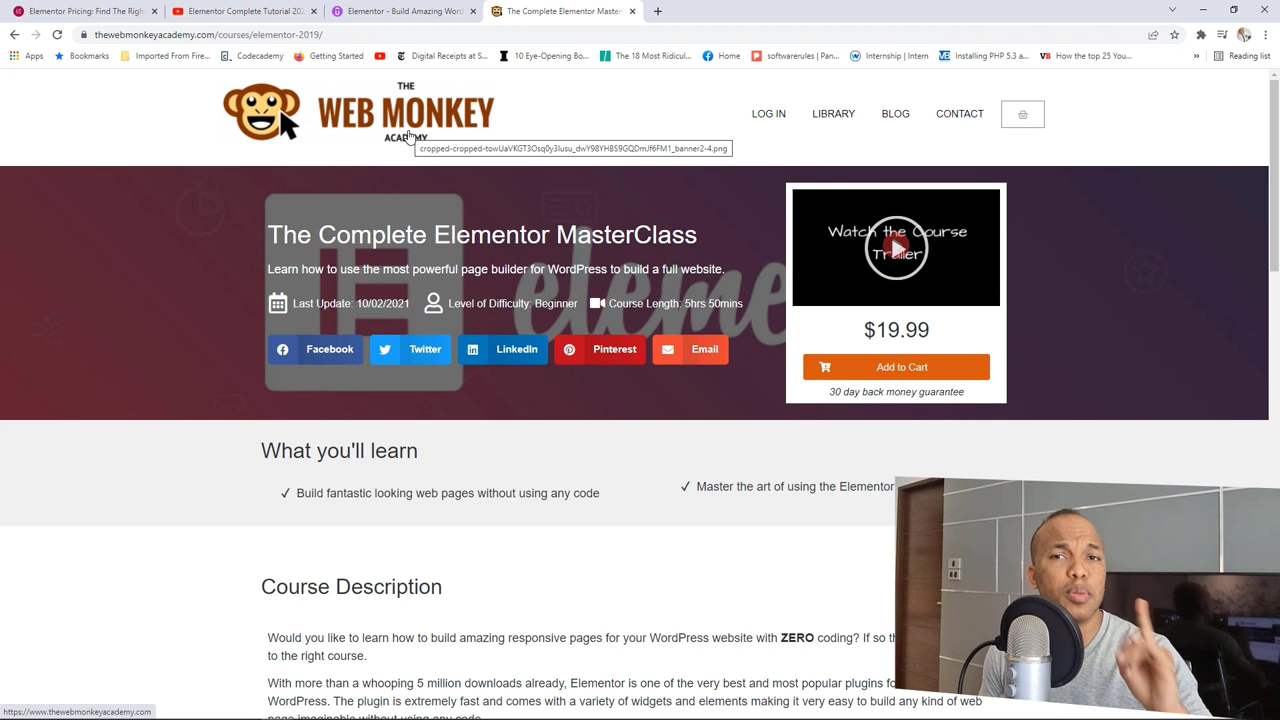 Elementor Pricing: Find The Righ
Elementor Complete Tutorial 202
Elementor – Build Amazing Word
The Complete Elementor MasterC
thewebmonkeyacademy.com/courses/elementor-2019/
Apps
Bookmarks
Imported From Fire...
Codecademy
Getting Started
Digital Receipts at S...
10 Eye-Opening Bo...
The 18 Most Ridicul...
Home
softwarerules | Pan...
Internship | Intern
Installing PHP 5.3 a...
How the top 25 You...
»
Reading list
THE
WEB MONKEY
ACADEMY
LOG IN
LIBRARY
BLOG
CONTACT
The Complete Elementor MasterClass
Learn how to use the most powerful page builder for WordPress to build a full website.
Last Update: 10/02/2021
Level of Difficulty: Beginner
Course Length: 5hrs 50mins
Facebook
Twitter
LinkedIn
Pinterest
Email
eleme
Watch the Course
Trailer
$19.99
Add to Cart
30 day back money guarantee
What you'll learn
✓ Build fantastic looking web pages without using any code
✓ Master the art of using the Elementor
Course Description
Would you like to learn how to build amazing responsive pages for your WordPress website with ZERO coding? If so th
to the right course.
With more than a whooping 5 million downloads already, Elementor is one of the very best and most popular plugins fo
WordPress. The plugin is extremely fast and comes with a variety of widgets and elements making it very easy to build any kind of web
page imaginable without using any code.
https://www.thewebmonkeyacademy.com